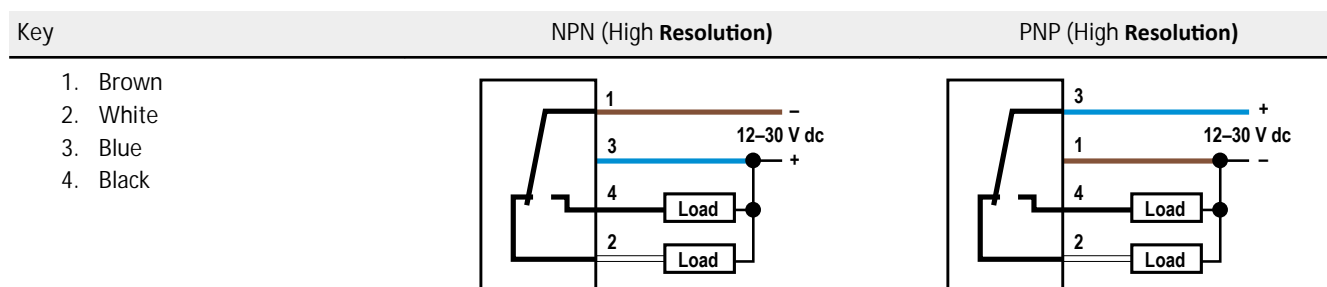 Key NPN (High Resolution) PNP (High Resolution)
1. Brown
2. White
3. Blue
4. Black
1
–
12–30 V dc
3
+
4
Load
2
Load
3
+
12–30 V dc
1
–
4
Load
2
Load